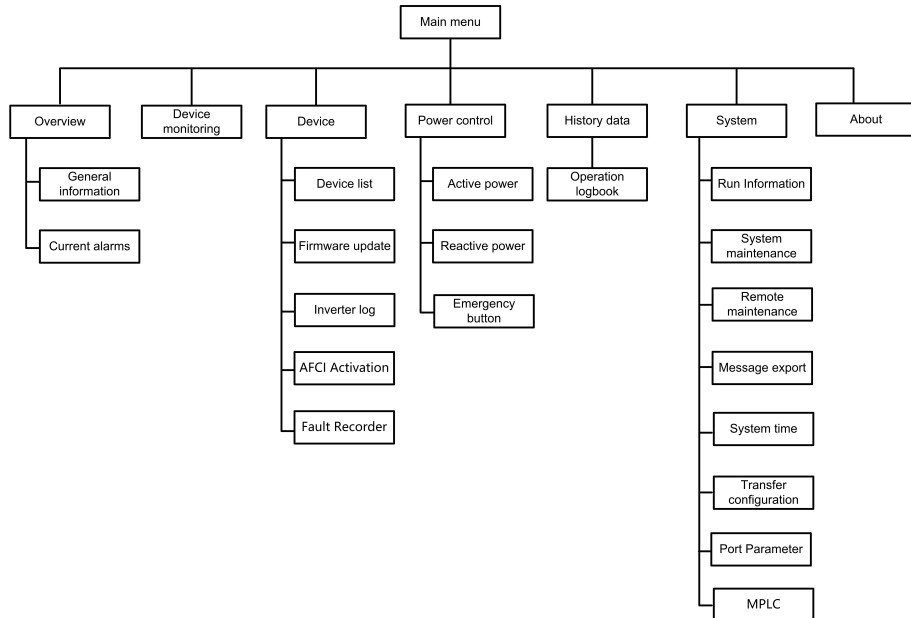 Main menu
Overview
Device
monitoring
Device
Power control
History data
System
About
General
information
Current alarms
Device list
Firmware update
Inverter log
AFCI Activation
Fault Recorder
Active power
Reactive power
Emergency
button
Operation
logbook
Run Information
System
maintenance
Remote
maintenance
Message export
System time
Transfer
configuration
Port Parameter
MPLC